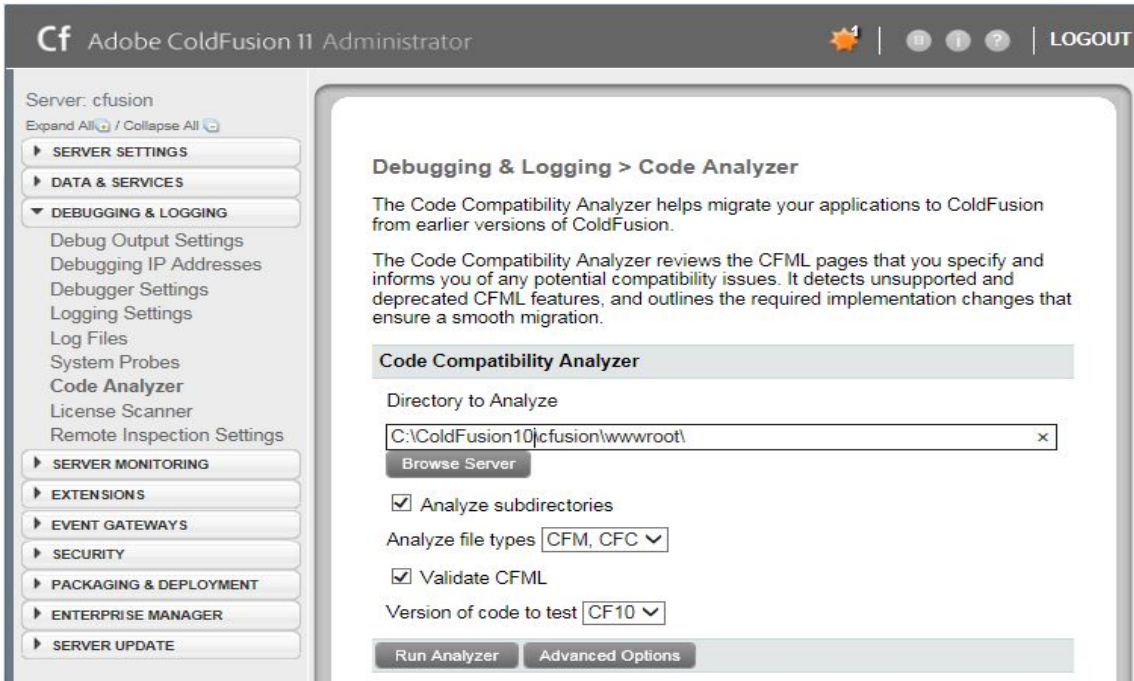 Cf Adobe ColdFusion 11 Administrator
1
LOGOUT
Server: cfusion
Expand All / Collapse All
SERVER SETTINGS
DATA & SERVICES
DEBUGGING & LOGGING
Debug Output Settings
Debugging IP Addresses
Debugger Settings
Logging Settings
Log Files
System Probes
Code Analyzer
License Scanner
Remote Inspection Settings
SERVER MONITORING
EXTENSIONS
EVENT GATEWAYS
SECURITY
PACKAGING & DEPLOYMENT
ENTERPRISE MANAGER
SERVER UPDATE
Debugging & Logging > Code Analyzer
The Code Compatibility Analyzer helps migrate your applications to ColdFusion
from earlier versions of ColdFusion.
The Code Compatibility Analyzer reviews the CFML pages that you specify and
informs you of any potential compatibility issues. It detects unsupported and
deprecated CFML features, and outlines the required implementation changes that
ensure a smooth migration.
Code Compatibility Analyzer
Directory to Analyze
C:\ColdFusion10\cfusion\wwwroot\
Browse Server
Analyze subdirectories
Analyze file types CFM, CFC
Validate CFML
Version of code to test CF10
Run Analyzer Advanced Options